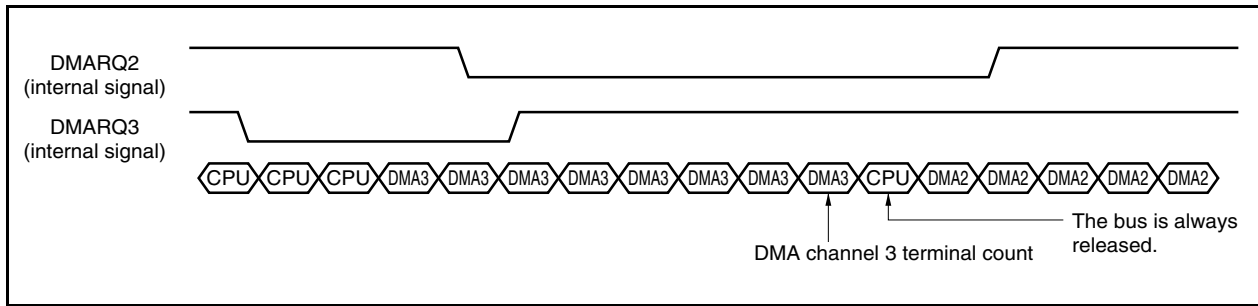 DMARQ2
(internal signal)
DMARQ3
(internal signal)
CPU CPU CPU DMA3 DMA3 DMA3 DMA3 DMA3 DMA3 DMA3 DMA3 CPU DMA2 DMA2 DMA2 DMA2 DMA2
The bus is always
released.
DMA channel 3 terminal count